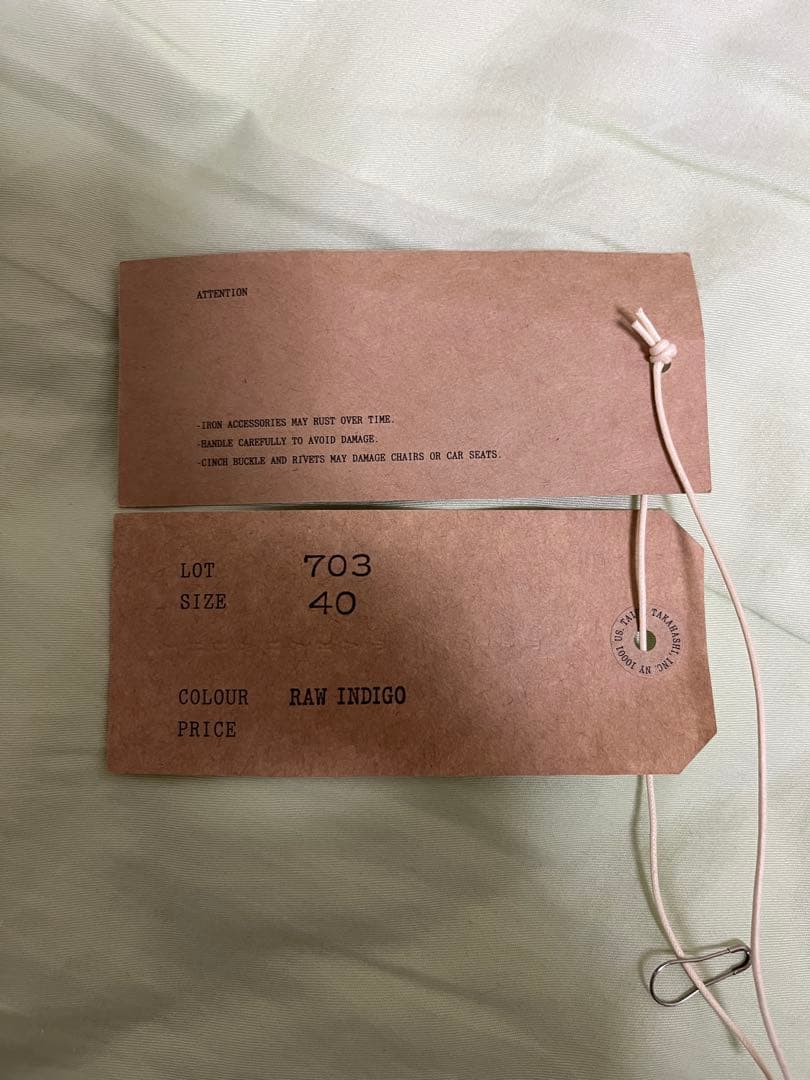 ATTENTION
-IRON ACCESSORIES MAY RUST OVER TIME.
-HANDLE CAREFULLY TO AVOID DAMAGE.
-CINCH BUCKLE AND RIVETS MAY DAMAGE CHAIRS OR CAR SEATS.
LOT 703
SIZE 40
COLOUR RAW INDIGO
PRICE
TAKAHASHI, INC. NY 10001 US.